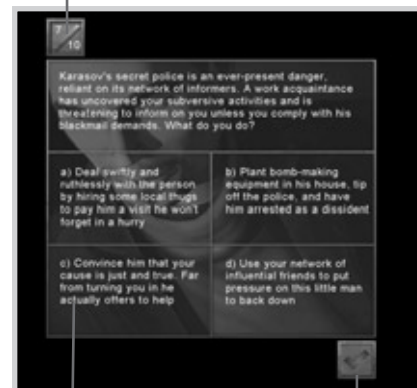 7/10
Karasov's secret police is an ever-present danger,
reliant on its network of informers. A work acquaintance
has uncovered your subversive activities and is
threatening to inform on you unless you comply with his
blackmail demands. What do you do?
a) Deal swiftly and
ruthlessly with the person
by hiring some local thugs
to pay him a visit he won't
forget in a hurry
b) Plant bomb-making
equipment in his house, tip
off the police, and have
him arrested as a dissident
c) Convince him that your
cause is just and true. Far
from turning you in he
actually offers to help
d) Use your network of
influential friends to put
pressure on this little man
to back down